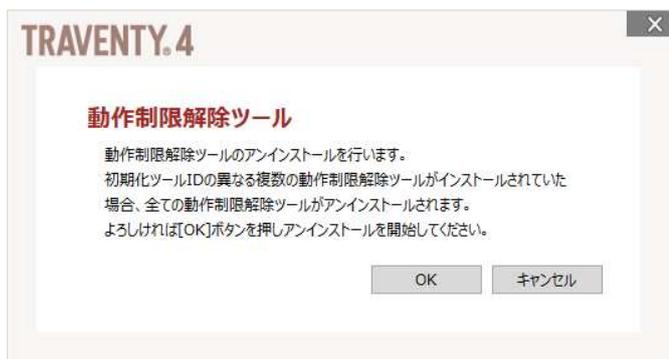 TRAVENTY® 4
動作制限解除ツール
動作制限解除ツールのアンインストールを行います。
初期化ツールIDの異なる複数の動作制限解除ツールがインストールされていた
場合、全ての動作制限解除ツールがアンインストールされます。
よろしければ[OK]ボタンを押しアンインストールを開始してください。
OK
キャンセル